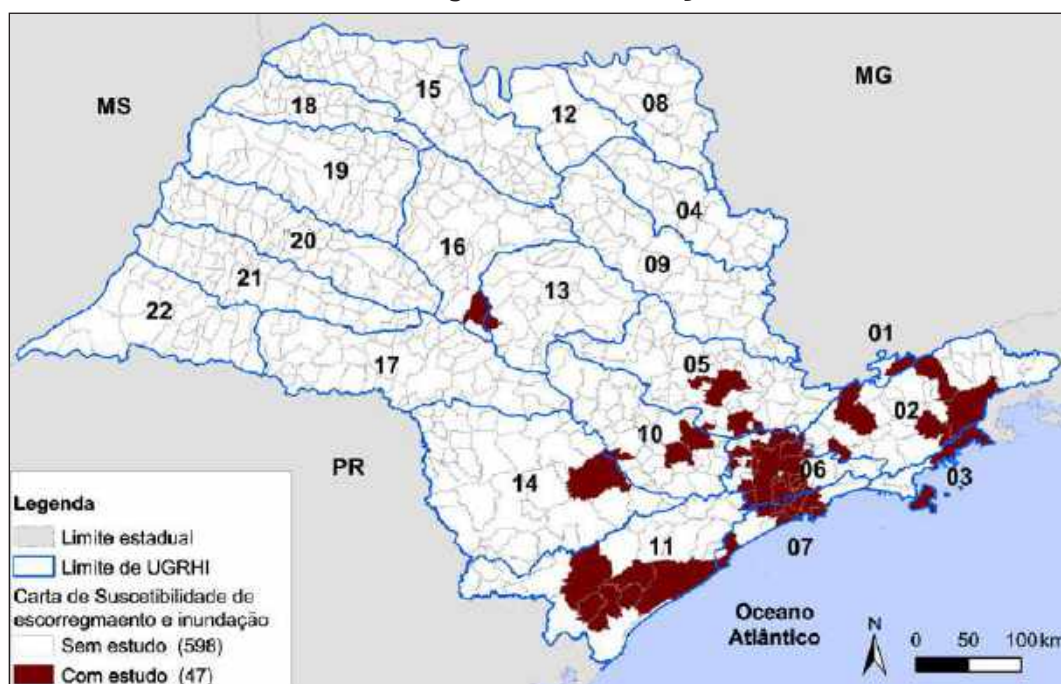 MS
MG
PR
15
18
12
08
19
04
20
16
09
21
13
22
17
05
01
02
10
14
06
03
11
07
Oceano
Atlântico
N
0 50 100km
Legenda
Limite estadual
Limite de UGRHI
Carta de Suscetibilidade de
escorregmaento e inundação
Sem estudo (598)
Com estudo (47)